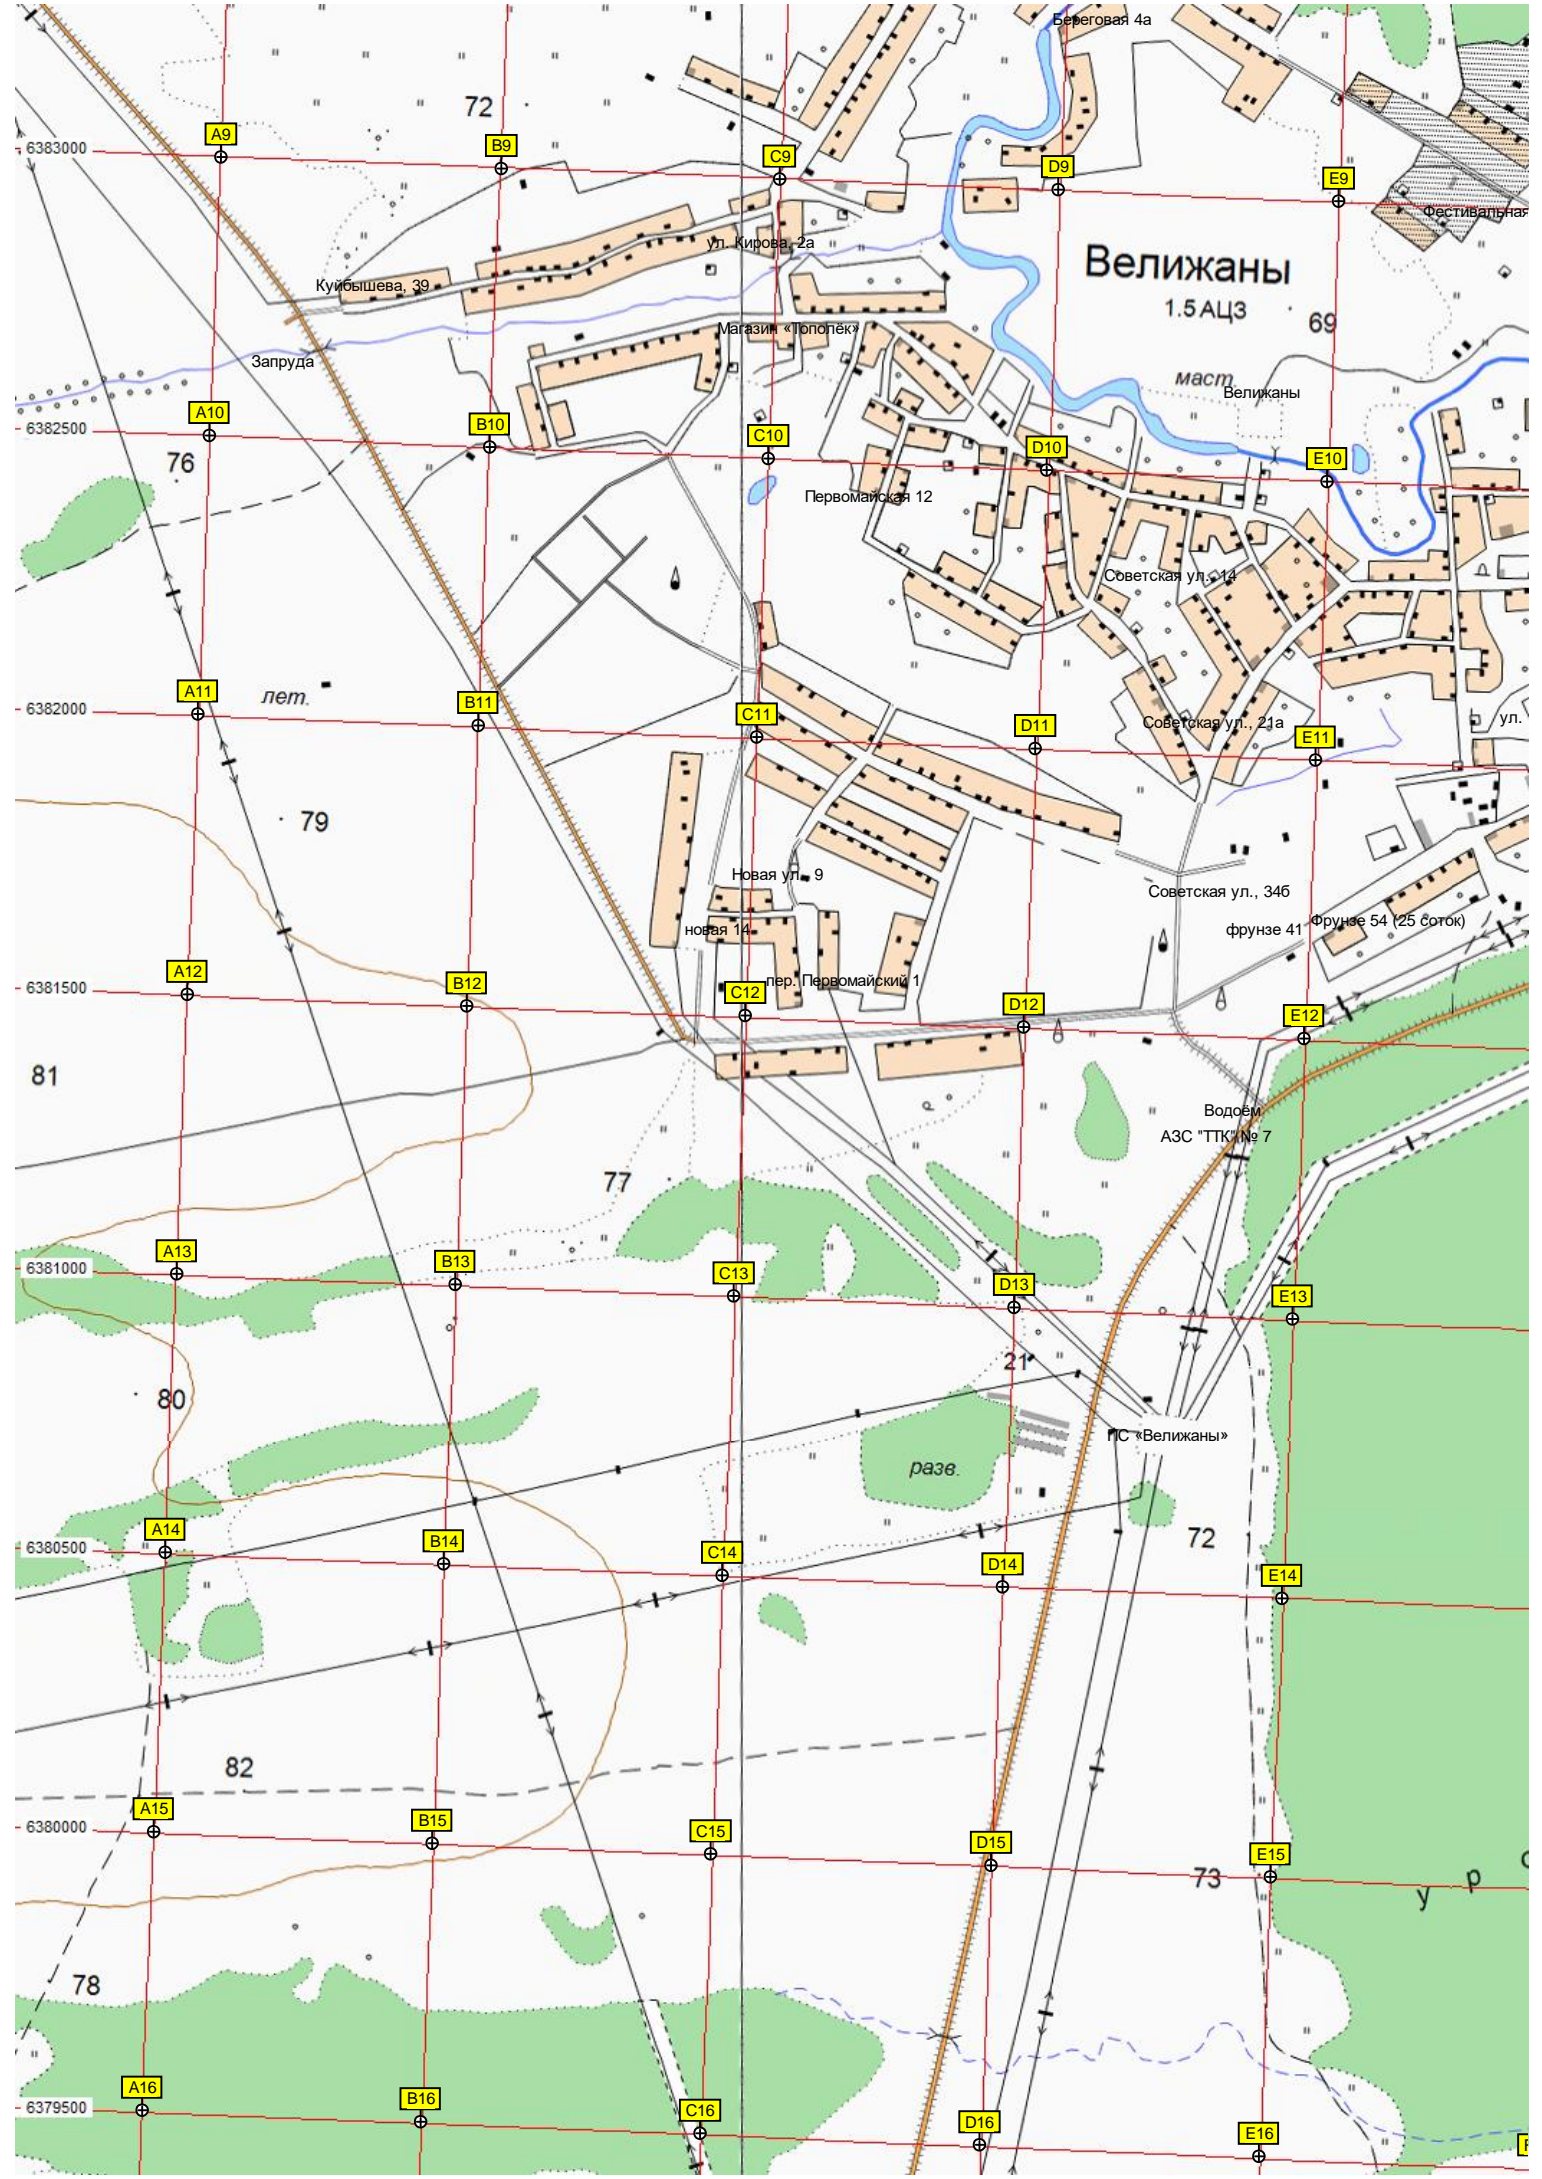 Береговая 4а
72
A9
6383000
B9
C9
D9
E9
Фестивальная
ул. Кирова, 2а
Велижаны
1.5 АЦЗ
69
Куйбышева, 39
Магазин «Тополёк»
Запруда
маст.
Велижаны
A10
6382500
B10
C10
D10
E10
76
Первомайская 12
Советская ул., 14
A11
6382000
лет.
B11
C11
D11
E11
Советская ул., 21а
ул.
79
Новая ул., 9
Советская ул., 34б
новая 14
фрунзе 41
Фрунзе 54 (25 соток)
A12
6381500
B12
C12
пер. Первомайский 1
D12
E12
81
Водоём
АЗС "ТТК" № 7
77
A13
6381000
B13
C13
D13
E13
21
80
ПС «Велижаны»
разв.
A14
6380500
B14
C14
D14
72
E14
82
A15
6380000
B15
C15
D15
E15
73
у р
78
A16
6379500
B16
C16
D16
E16